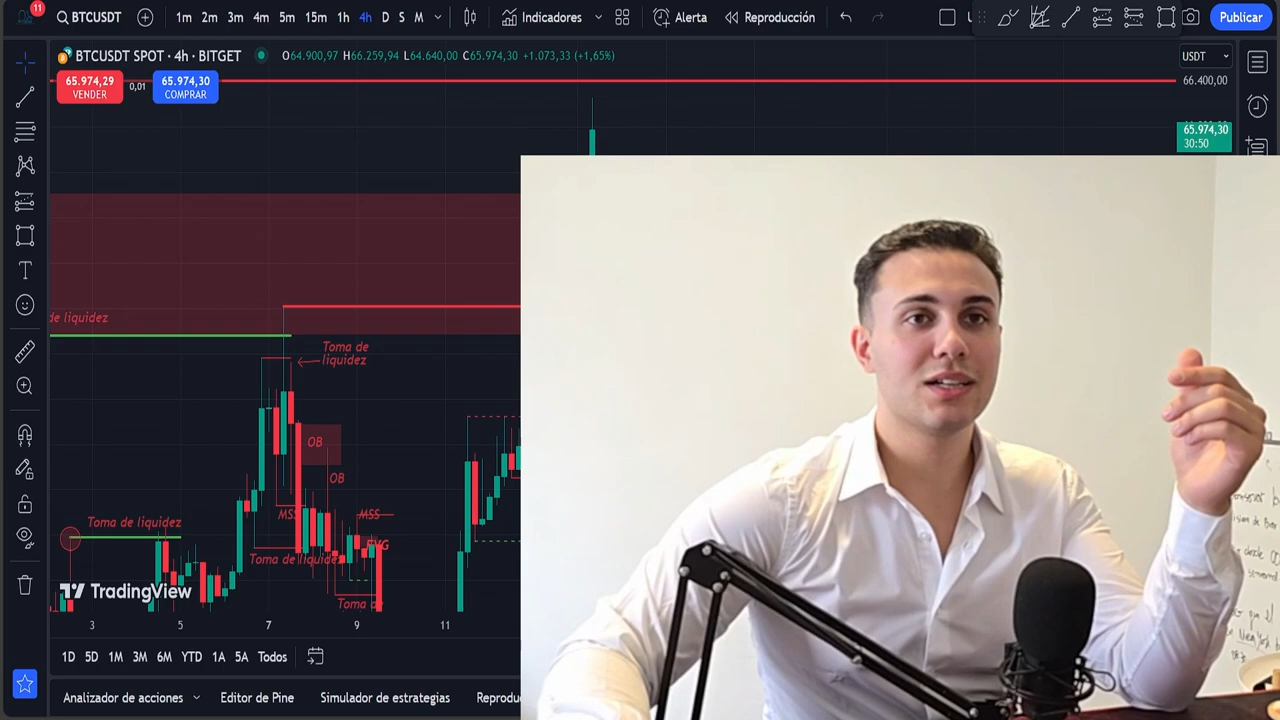 11
BTCUSDT
1m 2m 3m 4m 5m 15m 1h 4h D S M
Indicadores
Alerta
Reproducción
Publicar
BTCUSDT SPOT · 4h · BITGET
O64.900,97 H66.259,94 L64.640,00 C65.974,30 +1.073,33 (+1,65%)
USDT
65.974,29
VENDER
0,01
65.974,30
COMPRAR
66.400,00
65.974,30
30:50
de liquidez
Toma de
liquidez
OB
OB
MSS
MSS
FVG
Toma de liquidez
Toma de liquidez
Toma de
TradingView
3 5 7 9 11
1D 5D 1M 3M 6M YTD 1A 5A Todos
Analizador de acciones
Editor de Pine
Simulador de estrategias
Reproduc